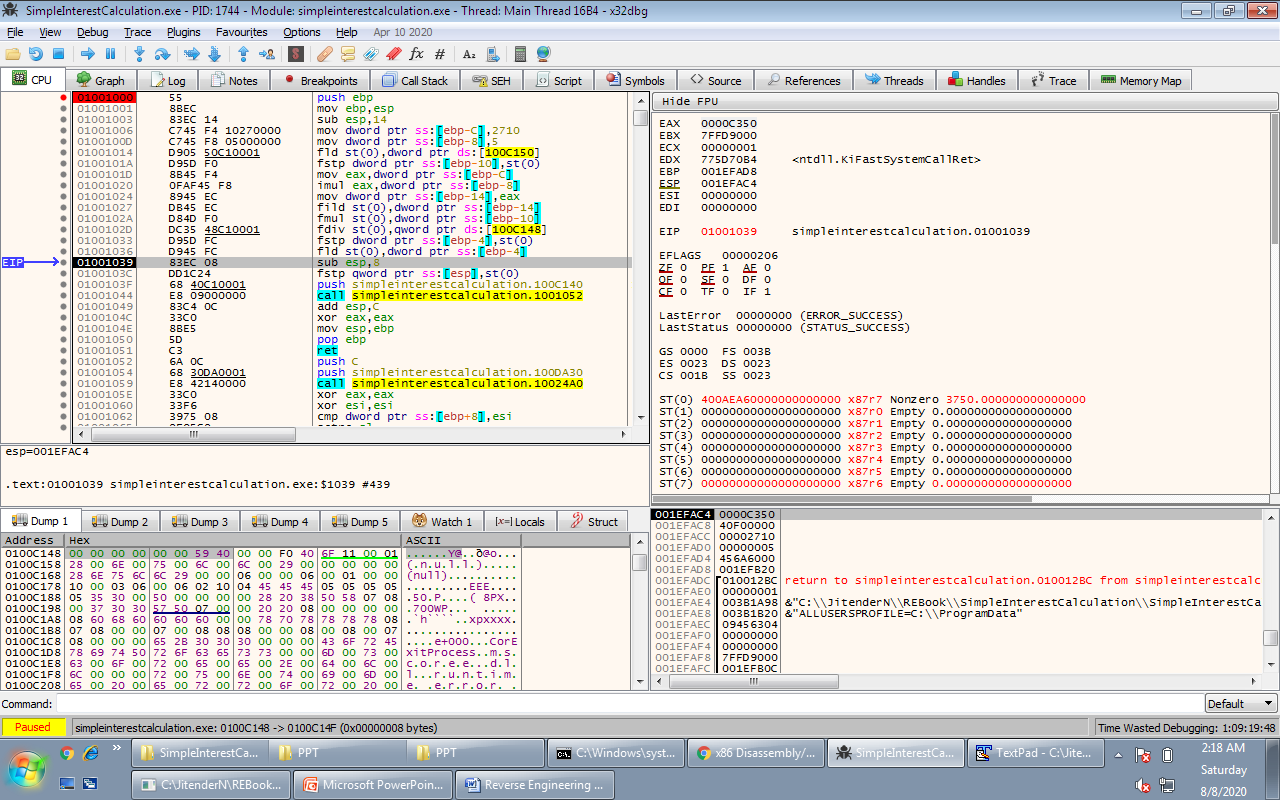 SimpleInterestCalculation.exe - PID: 1744 - Module: simpleinterestcalculation.exe - Thread: Main Thread 16B4 - x32dbg
File View Debug Trace Plugins Favourites Options Help Apr 10 2020
CPU Graph Log Notes Breakpoints Call Stack SEH Script Symbols Source References Threads Handles Trace Memory Map
01001000 55 push ebp
01001001 8BEC mov ebp,esp
01001003 83EC 14 sub esp,14
01001006 C745 F4 10270000 mov dword ptr ss:[ebp-C],2710
0100100D C745 F8 05000000 mov dword ptr ss:[ebp-8],5
01001014 D905 50C10001 fld st(0),dword ptr ds:[100C150]
0100101A D95D F0 fstp dword ptr ss:[ebp-10],st(0)
0100101D 8B45 F4 mov eax,dword ptr ss:[ebp-C]
01001020 0FAF45 F8 imul eax,dword ptr ss:[ebp-8]
01001024 8945 EC mov dword ptr ss:[ebp-14],eax
01001027 DB45 EC fild st(0),dword ptr ss:[ebp-14]
0100102A D84D F0 fmul st(0),dword ptr ss:[ebp-10]
0100102D DC35 48C10001 fdiv st(0),qword ptr ds:[100C148]
01001033 D95D FC fstp dword ptr ss:[ebp-4],st(0)
01001036 D945 FC fld st(0),dword ptr ss:[ebp-4]
EIP 01001039 83EC 08 sub esp,8
0100103C DD1C24 fstp qword ptr ss:[esp],st(0)
0100103F 68 40C10001 push simpleinterestcalculation.100C140
01001044 E8 09000000 call simpleinterestcalculation.1001052
01001049 83C4 0C add esp,C
0100104C 33C0 xor eax,eax
0100104E 8BE5 mov esp,ebp
01001050 5D pop ebp
01001051 C3 ret
01001052 6A 0C push C
01001054 68 30DA0001 push simpleinterestcalculation.100DA30
01001059 E8 42140000 call simpleinterestcalculation.10024A0
0100105E 33C0 xor eax,eax
01001060 33F6 xor esi,esi
01001062 3975 08 cmp dword ptr ss:[ebp+8],esi
Hide FPU
EAX 0000C350
EBX 7FFD9000
ECX 00000001
EDX 775D70B4 <ntdll.KiFastSystemCallRet>
EBP 001EFAD8
ESP 001EFAC4
ESI 00000000
EDI 00000000
EIP 01001039 simpleinterestcalculation.01001039
EFLAGS 00000206
ZF 0 PF 1 AF 0
OF 0 SF 0 DF 0
CF 0 TF 0 IF 1
LastError 00000000 (ERROR_SUCCESS)
LastStatus 00000000 (STATUS_SUCCESS)
GS 0000 FS 003B
ES 0023 DS 0023
CS 001B SS 0023
ST(0) 400AEA60000000000000 x87r7 Nonzero 3750.000000000000000
ST(1) 00000000000000000000 x87r0 Empty 0.000000000000000000
ST(2) 00000000000000000000 x87r1 Empty 0.000000000000000000
ST(3) 00000000000000000000 x87r2 Empty 0.000000000000000000
ST(4) 00000000000000000000 x87r3 Empty 0.000000000000000000
ST(5) 00000000000000000000 x87r4 Empty 0.000000000000000000
ST(6) 00000000000000000000 x87r5 Empty 0.000000000000000000
ST(7) 00000000000000000000 x87r6 Empty 0.000000000000000000
esp=001EFAC4
.text:01001039 simpleinterestcalculation.exe:$1039 #439
Dump 1 Dump 2 Dump 3 Dump 4 Dump 5 Watch 1 Locals Struct
Address Hex ASCII
0100C148 00 00 00 00 00 00 59 40 00 00 F0 40 6F 11 00 01 ......Y@..ð@o...
0100C158 28 00 6E 00 75 00 6C 00 6C 00 29 00 00 00 00 00 (.n.u.l.l.).....
0100C168 28 6E 75 6C 6C 29 00 00 06 00 00 06 00 01 00 00 (null)..........
0100C178 10 00 03 06 00 06 02 10 04 45 45 45 05 05 05 05 .........EEE....
0100C188 05 35 30 00 50 00 00 00 00 28 20 38 50 58 07 08 .50.P....( 8PX..
0100C198 00 37 30 30 57 50 07 00 00 20 20 08 00 00 00 00 .700WP...  .....
0100C1A8 08 60 68 60 60 60 60 00 00 78 70 78 78 78 78 08 .`h````..xpxxxx.
0100C1B8 07 08 00 00 07 00 08 08 08 00 00 08 00 08 00 07 ................
0100C1C8 08 00 00 00 65 2B 30 30 30 00 00 00 43 6F 72 45 ....e+000...CorE
0100C1D8 78 69 74 50 72 6F 63 65 73 73 00 00 6D 00 73 00 xitProcess..m.s.
0100C1E8 63 00 6F 00 72 00 65 00 65 00 2E 00 64 00 6C 00 c.o.r.e.e...d.l.
0100C1F8 6C 00 00 00 72 00 75 00 6E 00 74 00 69 00 6D 00 l...r.u.n.t.i.m.
0100C208 65 00 20 00 65 00 72 00 72 00 6F 00 72 00 20 00 e. .e.r.r.o.r. .
001EFAC4 0000C350
001EFAC8 40F00000
001EFACC 00002710
001EFAD0 00000005
001EFAD4 456A6000
001EFAD8 001EFB20
001EFADC 010012BC return to simpleinterestcalculation.010012BC from simpleinterestcalc
001EFAE0 00000001
001EFAE4 003B1A98 &"C:\\JitenderN\\REBook\\SimpleInterestCalculation\\SimpleInterestCa
001EFAE8 003B1B20 &"ALLUSERSPROFILE=C:\\ProgramData"
001EFAEC 09456304
001EFAF0 00000000
001EFAF4 00000000
001EFAF8 7FFD9000
001EFAFC 001EFB0C
Command: Default
Paused simpleinterestcalculation.exe: 0100C148 -> 0100C14F (0x00000008 bytes) Time Wasted Debugging: 1:09:19:48
SimpleInterestCa... PPT PPT C:\Windows\syst... x86 Disassembly/... SimpleInterestCa... TextPad - C:\Jite...
C:\JitenderN\REBook... Microsoft PowerPoin... Reverse Engineering ...
2:18 AM
Saturday
8/8/2020